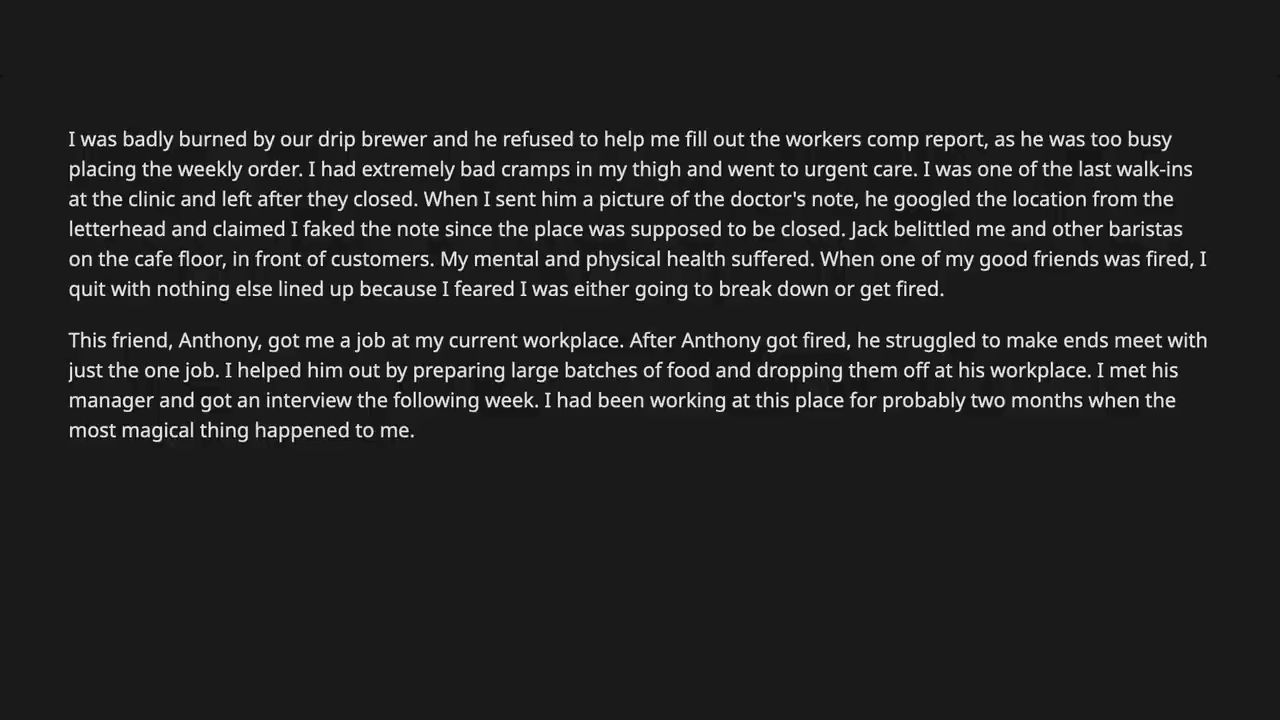 I was badly burned by our drip brewer and he refused to help me fill out the workers comp report, as he was too busy
placing the weekly order. I had extremely bad cramps in my thigh and went to urgent care. I was one of the last walk-ins
at the clinic and left after they closed. When I sent him a picture of the doctor's note, he googled the location from the
letterhead and claimed I faked the note since the place was supposed to be closed. Jack belittled me and other baristas
on the cafe floor, in front of customers. My mental and physical health suffered. When one of my good friends was fired, I
quit with nothing else lined up because I feared I was either going to break down or get fired.
This friend, Anthony, got me a job at my current workplace. After Anthony got fired, he struggled to make ends meet with
just the one job. I helped him out by preparing large batches of food and dropping them off at his workplace. I met his
manager and got an interview the following week. I had been working at this place for probably two months when the
most magical thing happened to me.